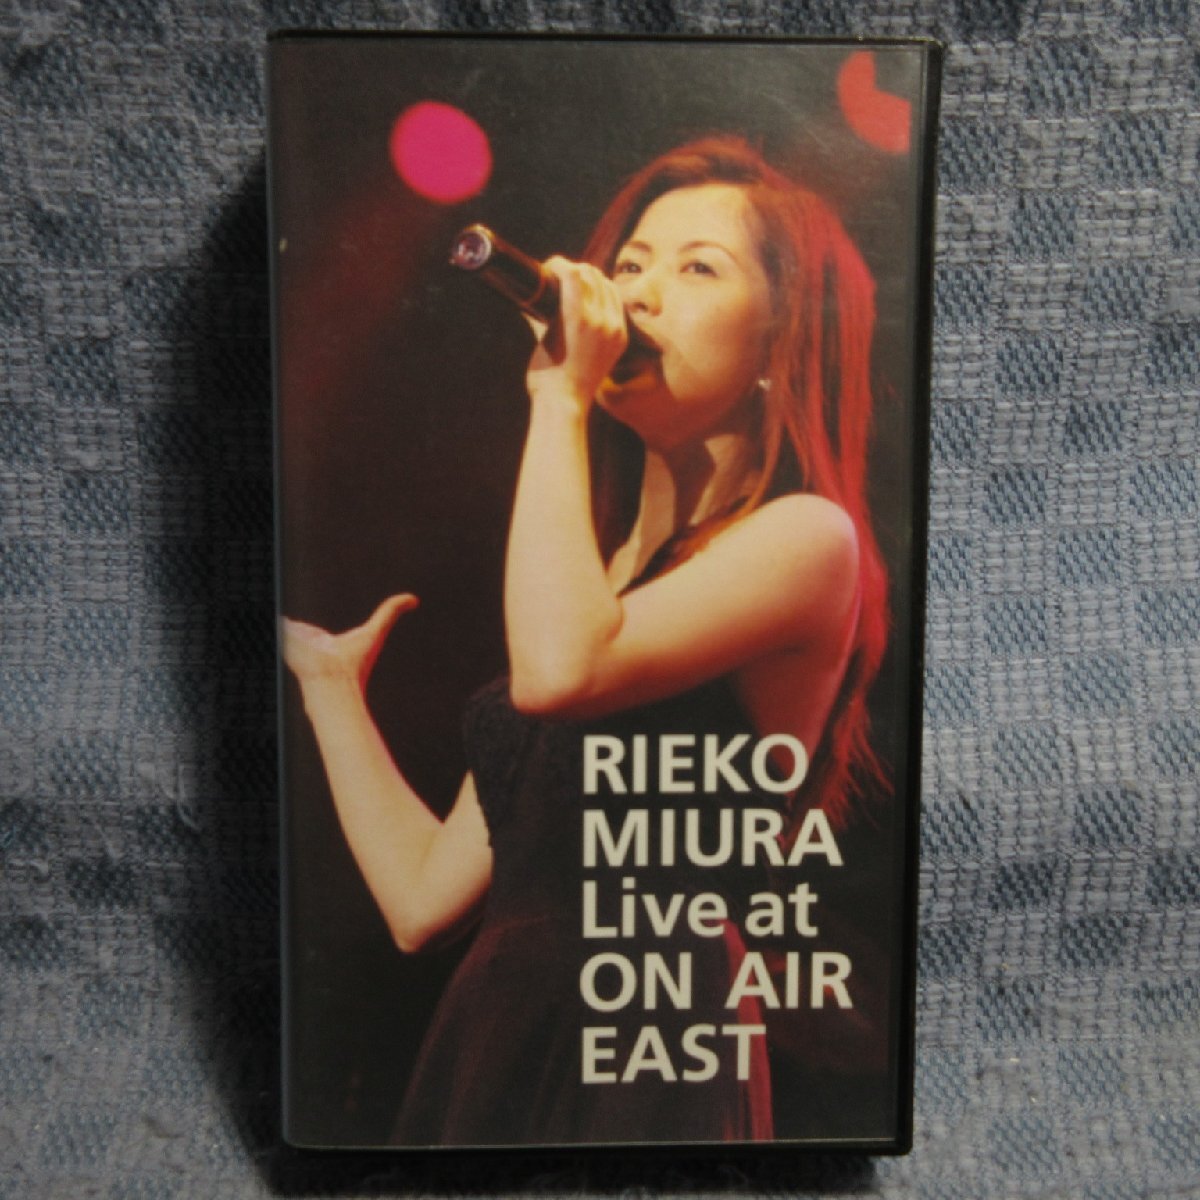 RIEKO
MIURA
Live at
ON AIR
EAST